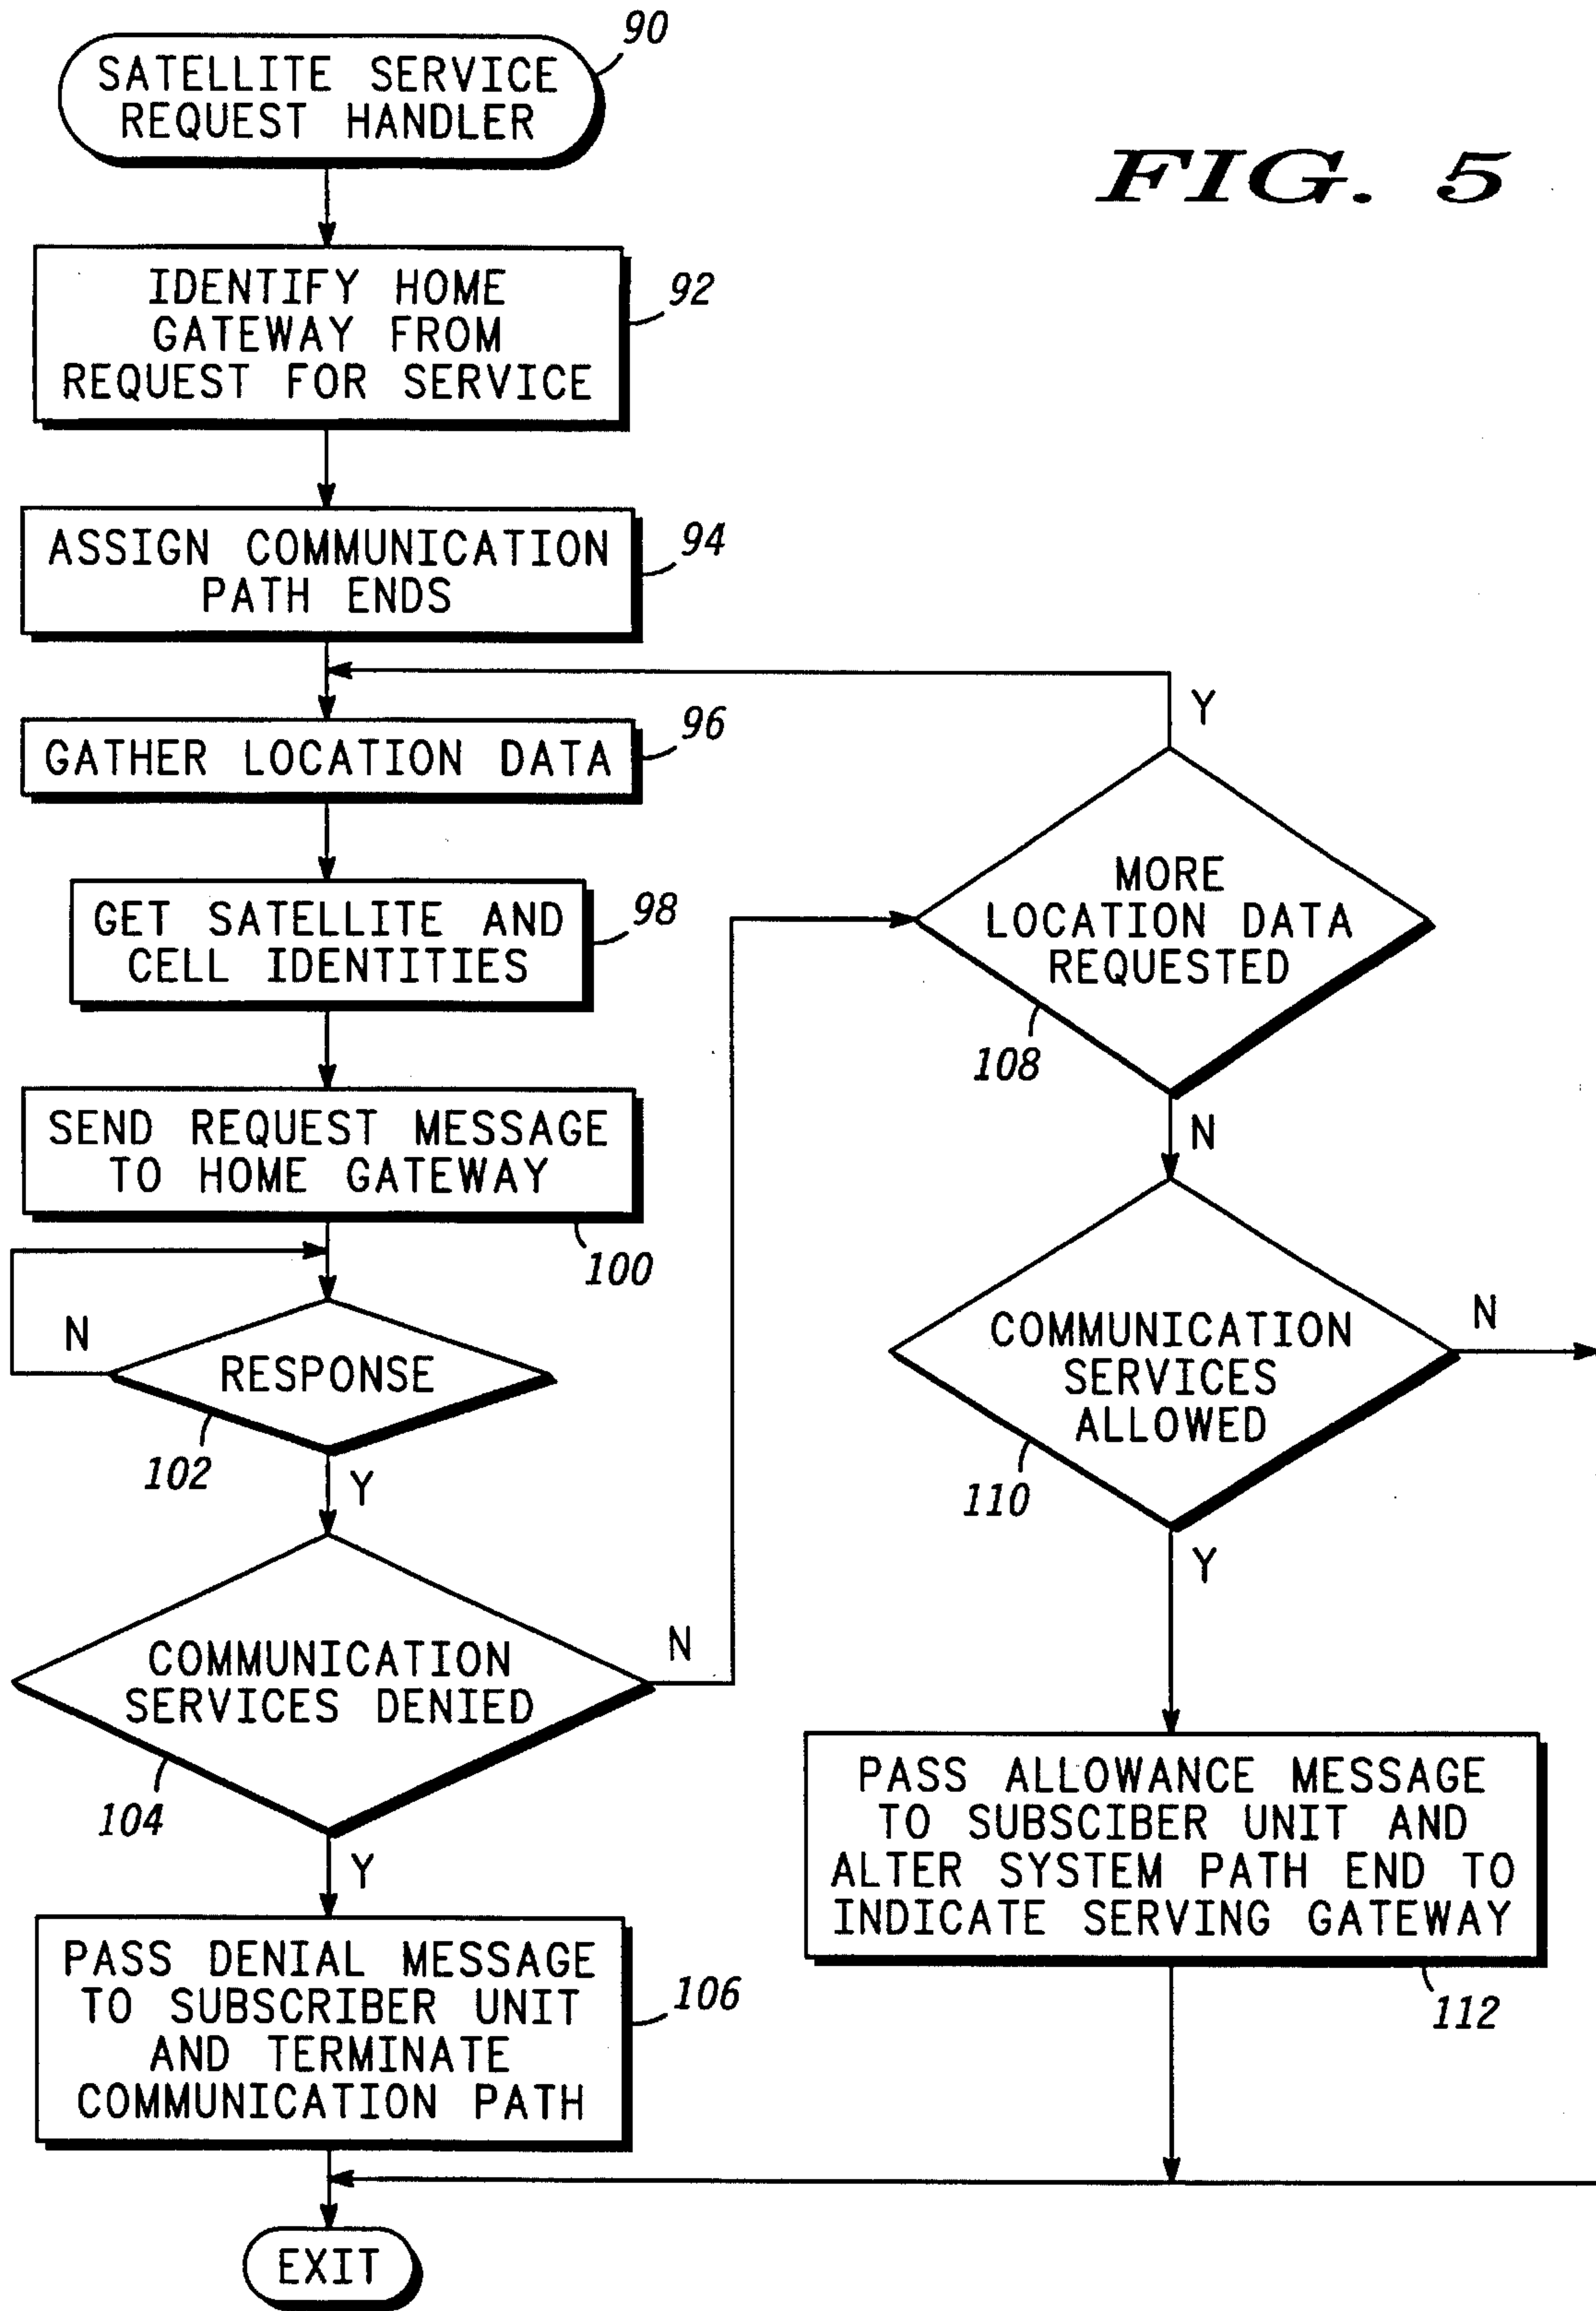 FIG. 5
90
SATELLITE SERVICE
REQUEST HANDLER
92
IDENTIFY HOME
GATEWAY FROM
REQUEST FOR SERVICE
94
ASSIGN COMMUNICATION
PATH ENDS
96
GATHER LOCATION DATA
98
GET SATELLITE AND
CELL IDENTITIES
SEND REQUEST MESSAGE
TO HOME GATEWAY
100
N
RESPONSE
102
Y
COMMUNICATION
SERVICES DENIED
N
104
Y
PASS DENIAL MESSAGE
TO SUBSCRIBER UNIT
AND TERMINATE
COMMUNICATION PATH
106
EXIT
Y
MORE
LOCATION DATA
REQUESTED
108
N
COMMUNICATION
SERVICES
ALLOWED
N
110
Y
PASS ALLOWANCE MESSAGE
TO SUBSCIBER UNIT AND
ALTER SYSTEM PATH END TO
INDICATE SERVING GATEWAY
112